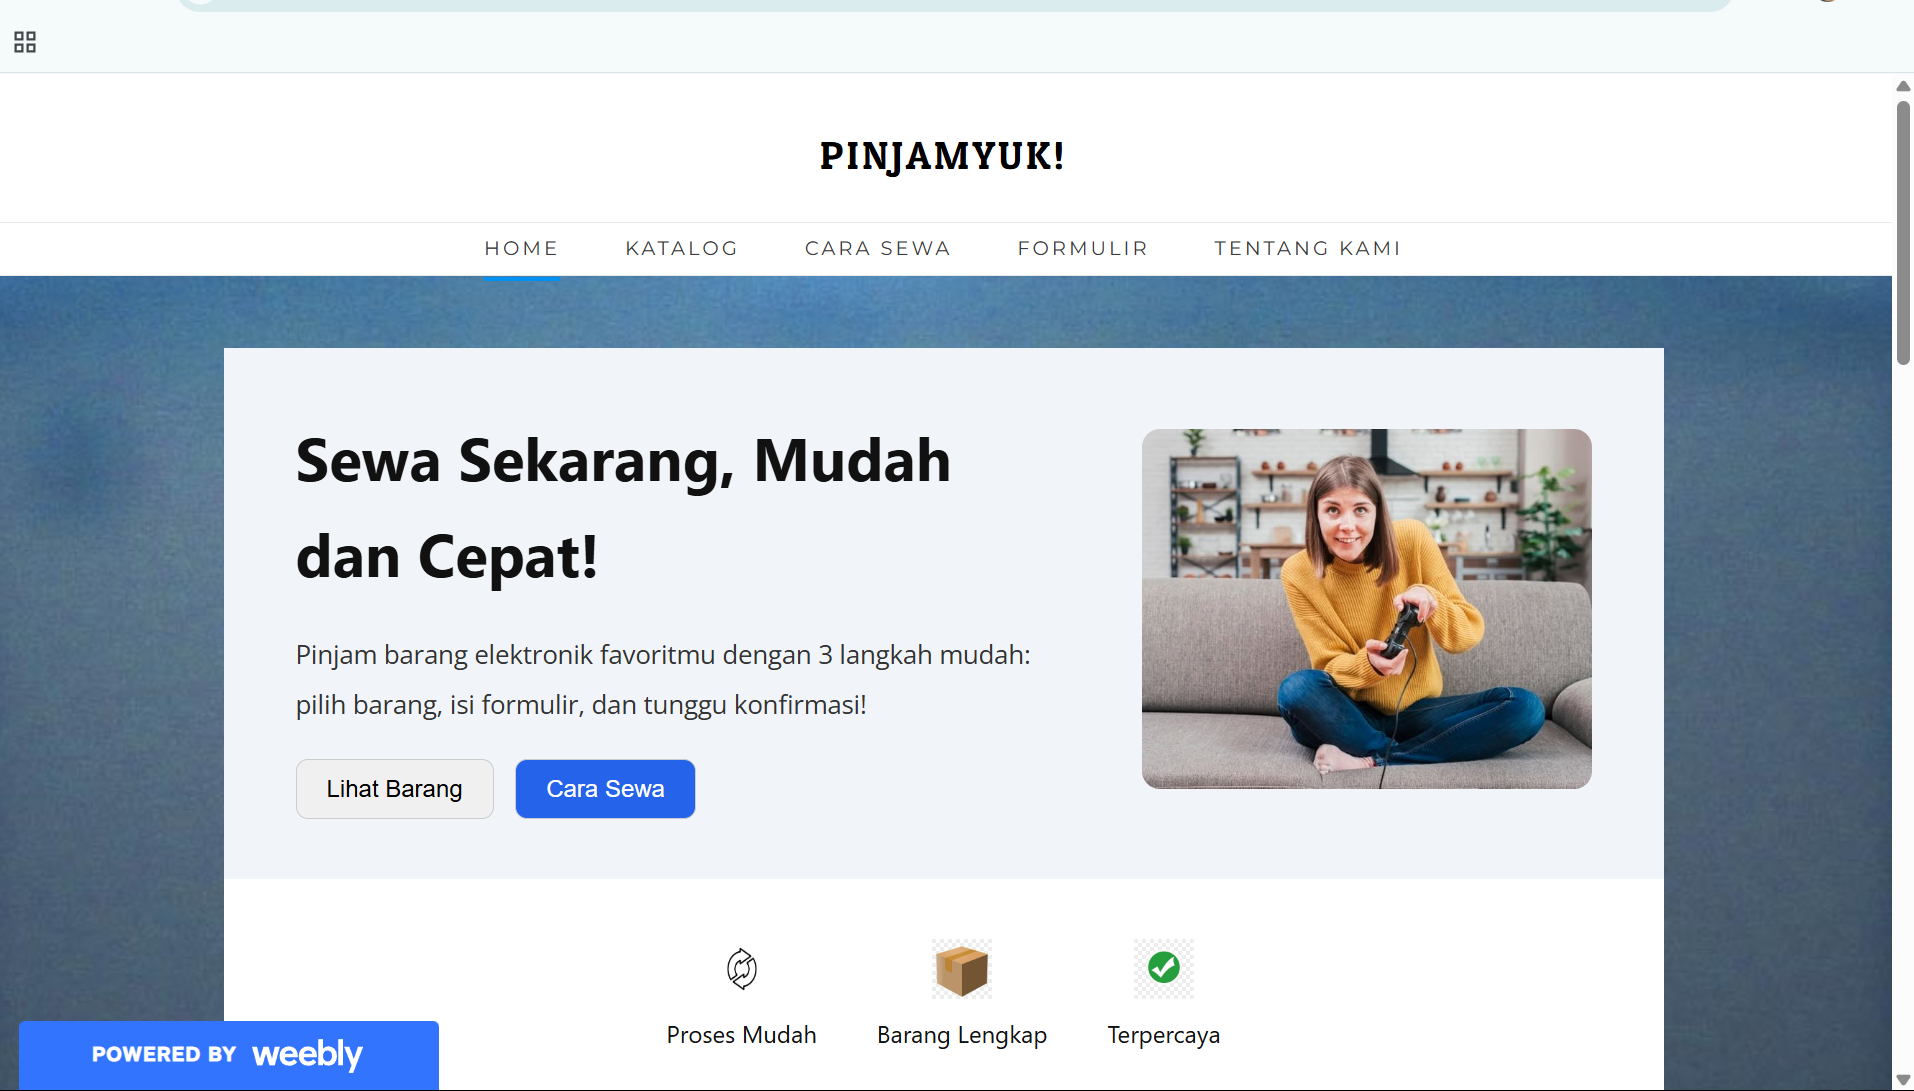 PINJAMYUK!
HOME KATALOG CARA SEWA FORMULIR TENTANG KAMI
Sewa Sekarang, Mudah
dan Cepat!
Pinjam barang elektronik favoritmu dengan 3 langkah mudah:
pilih barang, isi formulir, dan tunggu konfirmasi!
Lihat Barang Cara Sewa
Proses Mudah Barang Lengkap Terpercaya
POWERED BY weebly